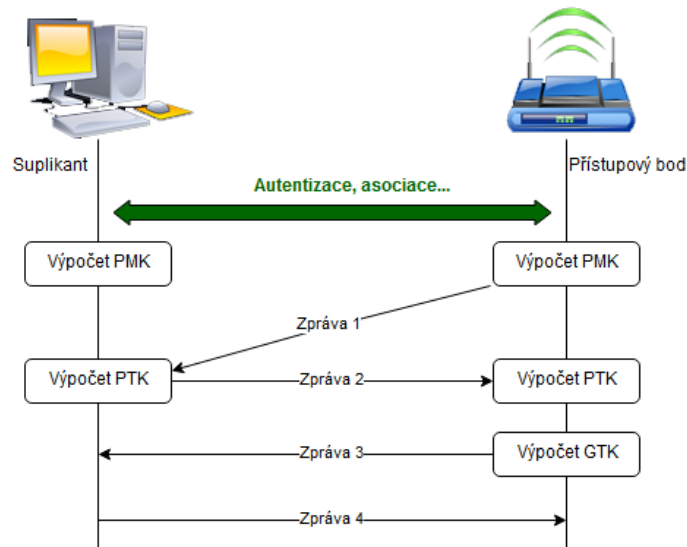 Suplikant
Přístupový bod
Autentizace, asociace...
Výpočet PMK
Výpočet PMK
Zpráva 1
Výpočet PTK
Zpráva 2
Výpočet PTK
Zpráva 3
Výpočet GTK
Zpráva 4